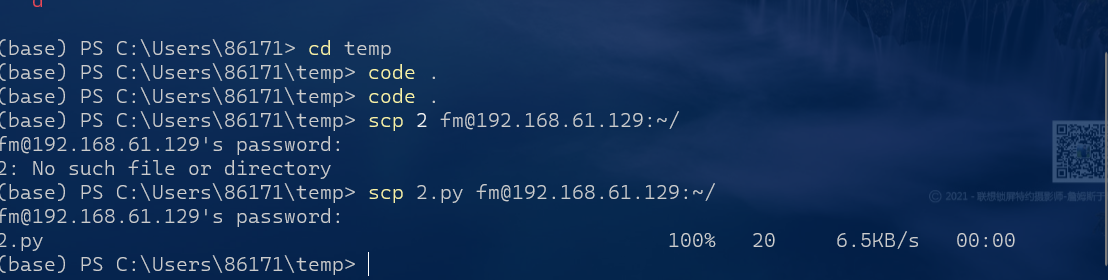 (base) PS C:\Users\86171> cd temp
(base) PS C:\Users\86171\temp> code .
(base) PS C:\Users\86171\temp> code .
(base) PS C:\Users\86171\temp> scp 2 fm@192.168.61.129:~/
fm@192.168.61.129's password:
2: No such file or directory
(base) PS C:\Users\86171\temp> scp 2.py fm@192.168.61.129:~/
fm@192.168.61.129's password:
2.py 100% 20 6.5KB/s 00:00
(base) PS C:\Users\86171\temp>
© 2021 - 联想锁屏特约摄影师